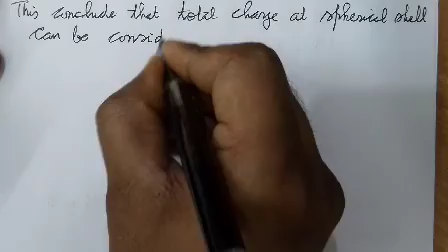 This conclude that total charge at spherical shell
can be consid